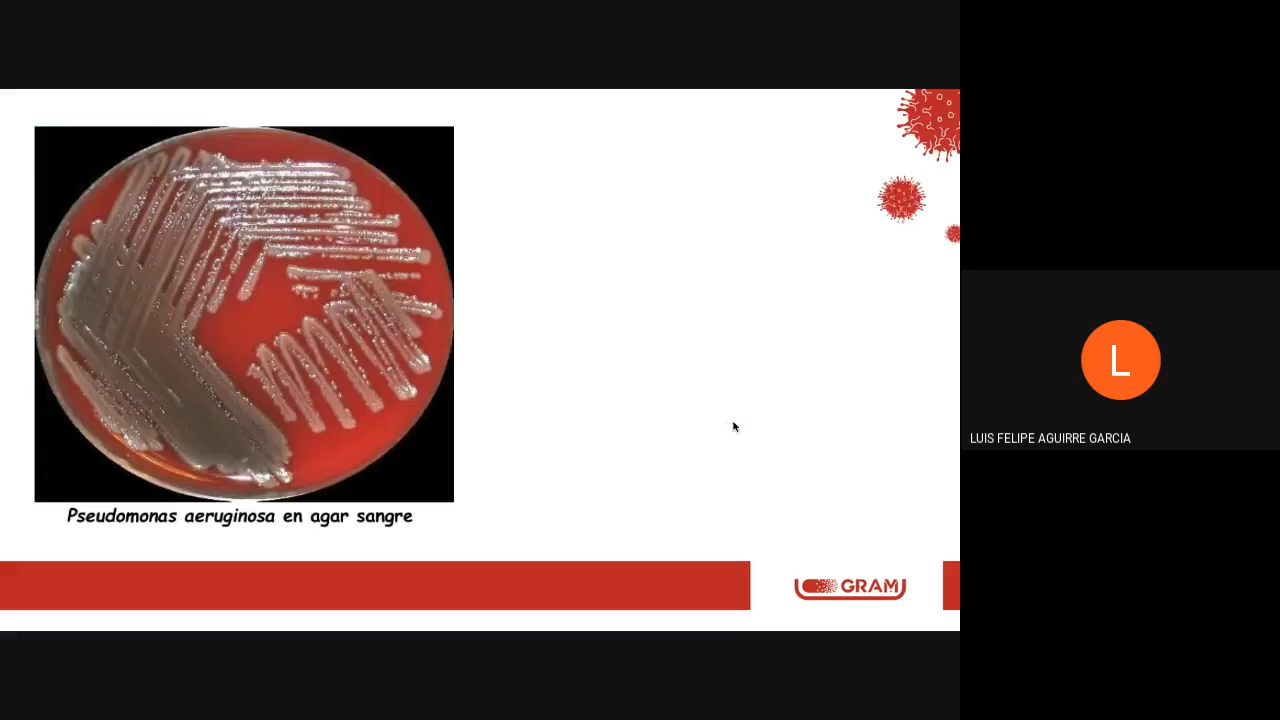 Pseudomonas aeruginosa en agar sangre
GRAM
L
LUIS FELIPE AGUIRRE GARCIA